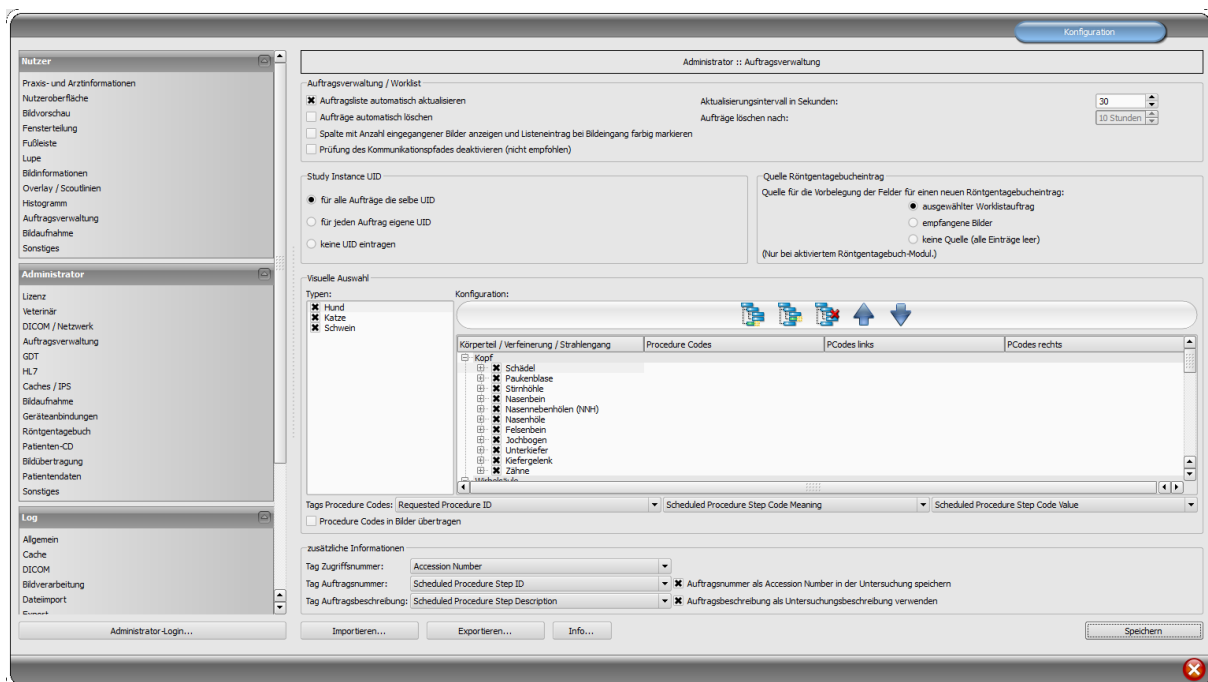 Konfiguration
Nutzer
Praxis- und Arztinformationen
Nutzeroberfläche
Bildvorschau
Fensterteilung
Fußleiste
Lupe
Bildinformationen
Overlay / Scoutlinien
Histogramm
Auftragsverwaltung
Bildaufnahme
Sonstiges
Administrator
Lizenz
Veterinär
DICOM / Netzwerk
Auftragsverwaltung
GDT
HL7
Caches / IPS
Bildaufnahme
Geräteanbindungen
Röntgentagebuch
Patienten-CD
Bildübertragung
Patientendaten
Sonstiges
Log
Allgemein
Cache
DICOM
Bildverarbeitung
Dateiimport
Export
Administrator-Login...
Administrator :: Auftragsverwaltung
Auftragsverwaltung / Worklist
Auftragsliste automatisch aktualisieren
Aktualisierungsintervall in Sekunden:
30
Aufträge automatisch löschen
Aufträge löschen nach:
10 Stunden
Spalte mit Anzahl eingegangener Bilder anzeigen und Listeneintrag bei Bildeingang farbig markieren
Prüfung des Kommunikationspfades deaktivieren (nicht empfohlen)
Study Instance UID
für alle Aufträge die selbe UID
für jeden Auftrag eigene UID
keine UID eintragen
Quelle Röntgentagebucheintrag
Quelle für die Vorbelegung der Felder für einen neuen Röntgentagebucheintrag:
ausgewählter Worklistauftrag
empfangene Bilder
keine Quelle (alle Einträge leer)
(Nur bei aktiviertem Röntgentagebuch-Modul.)
Visuelle Auswahl
Typen:
Hund
Katze
Schwein
Konfiguration:
Körperteil / Verfeinerung / Strahlengang
Procedure Codes
PCodes links
PCodes rechts
Kopf
Schädel
Paukenblase
Stirnhöhle
Nasenbein
Nasennebenhölen (NNH)
Nasenhöle
Felsenbein
Jochbogen
Unterkiefer
Kiefergelenk
Zähne
Wirbelsäule
Tags Procedure Codes:
Requested Procedure ID
Scheduled Procedure Step Code Meaning
Scheduled Procedure Step Code Value
Procedure Codes in Bilder übertragen
zusätzliche Informationen
Tag Zugriffsnummer:
Accession Number
Tag Auftragsnummer:
Scheduled Procedure Step ID
Auftragsnummer als Accession Number in der Untersuchung speichern
Tag Auftragsbeschreibung:
Scheduled Procedure Step Description
Auftragsbeschreibung als Untersuchungsbeschreibung verwenden
Importieren...
Exportieren...
Info...
Speichern